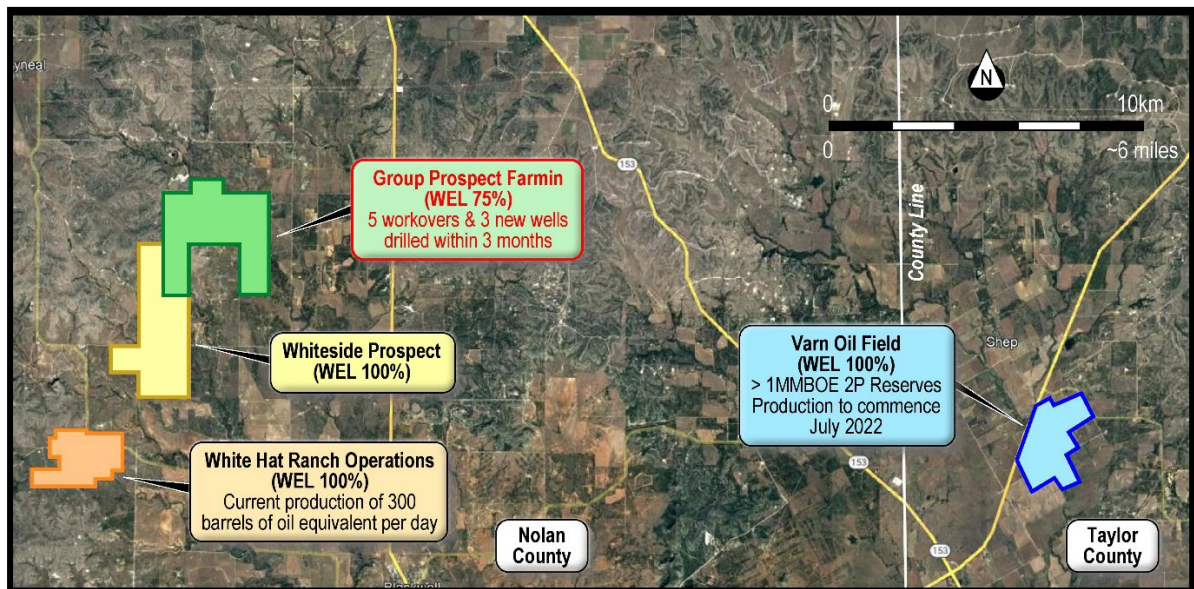 yneal
N
0
10km
0
~6 miles
153
Group Prospect Farmin
(WEL 75%)
5 workovers & 3 new wells
drilled within 3 months
County Line
Whiteside Prospect
(WEL 100%)
Varn Oil Field
(WEL 100%)
> 1MMBOE 2P Reserves
Production to commence
July 2022
Shep
White Hat Ranch Operations
(WEL 100%)
Current production of 300
barrels of oil equivalent per day
153
Nolan
County
153
Taylor
County
Blackwell